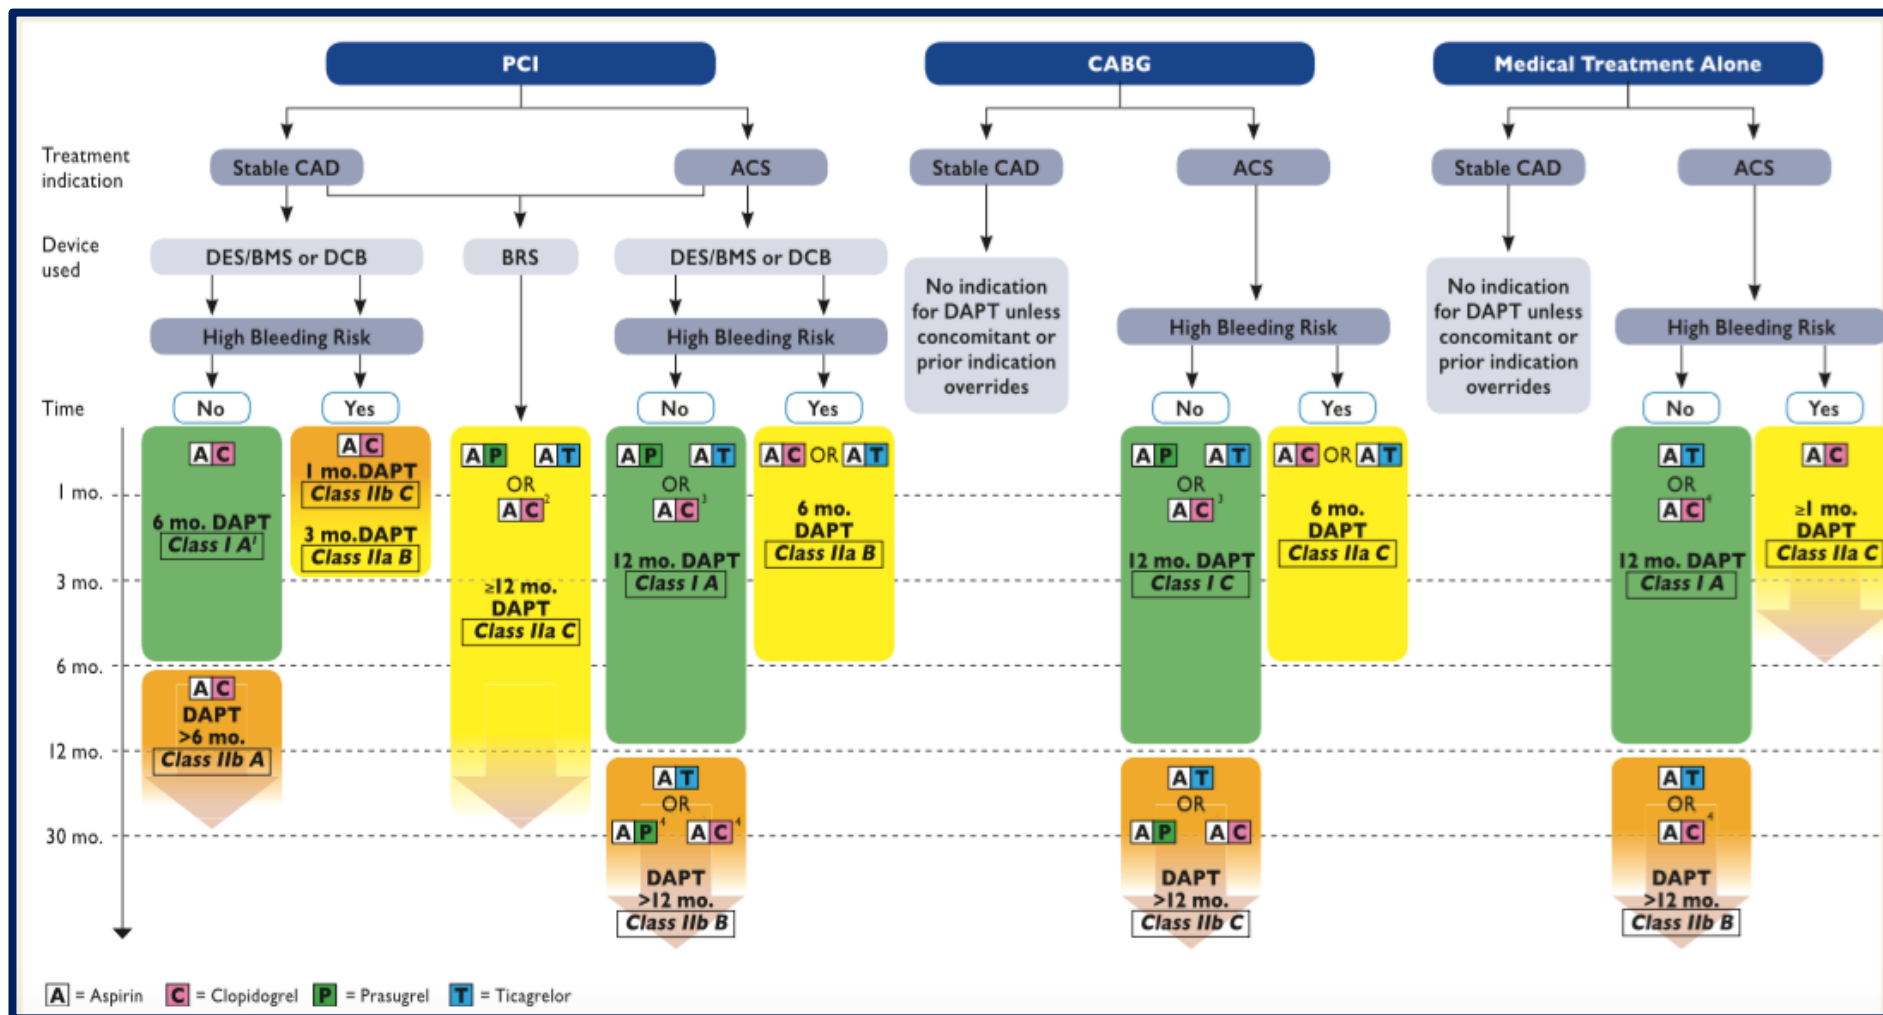 PCI
CABG
Medical Treatment Alone
Treatment
indication
Stable CAD
ACS
Stable CAD
ACS
Stable CAD
ACS
Device
used
DES/BMS or DCB
BRS
DES/BMS or DCB
No indication
for DAPT unless
concomitant or
prior indication
overrides
No indication
for DAPT unless
concomitant or
prior indication
overrides
High Bleeding Risk
High Bleeding Risk
High Bleeding Risk
High Bleeding Risk
Time
No
Yes
No
Yes
No
Yes
No
Yes
1 mo.
3 mo.
6 mo.
12 mo.
30 mo.
A C
6 mo. DAPT
Class I A¹
A C
DAPT
>6 mo.
Class IIb A
A C
1 mo. DAPT
Class IIb C
3 mo. DAPT
Class IIa B
A P A T
OR
A C²
≥12 mo.
DAPT
Class IIa C
A P A T
OR
A C³
12 mo. DAPT
Class I A
A T
OR
A P⁴ A C⁴
DAPT
>12 mo.
Class IIb B
A C OR A T
6 mo.
DAPT
Class IIa B
A P A T
OR
A C³
12 mo. DAPT
Class I C
A T
OR
A P A C
DAPT
>12 mo.
Class IIb C
A C OR A T
6 mo.
DAPT
Class IIa C
A T
OR
A C⁴
12 mo. DAPT
Class I A
A T
OR
A C⁴
DAPT
>12 mo.
Class IIb B
A C
≥1 mo.
DAPT
Class IIa C
A = Aspirin C = Clopidogrel P = Prasugrel T = Ticagrelor